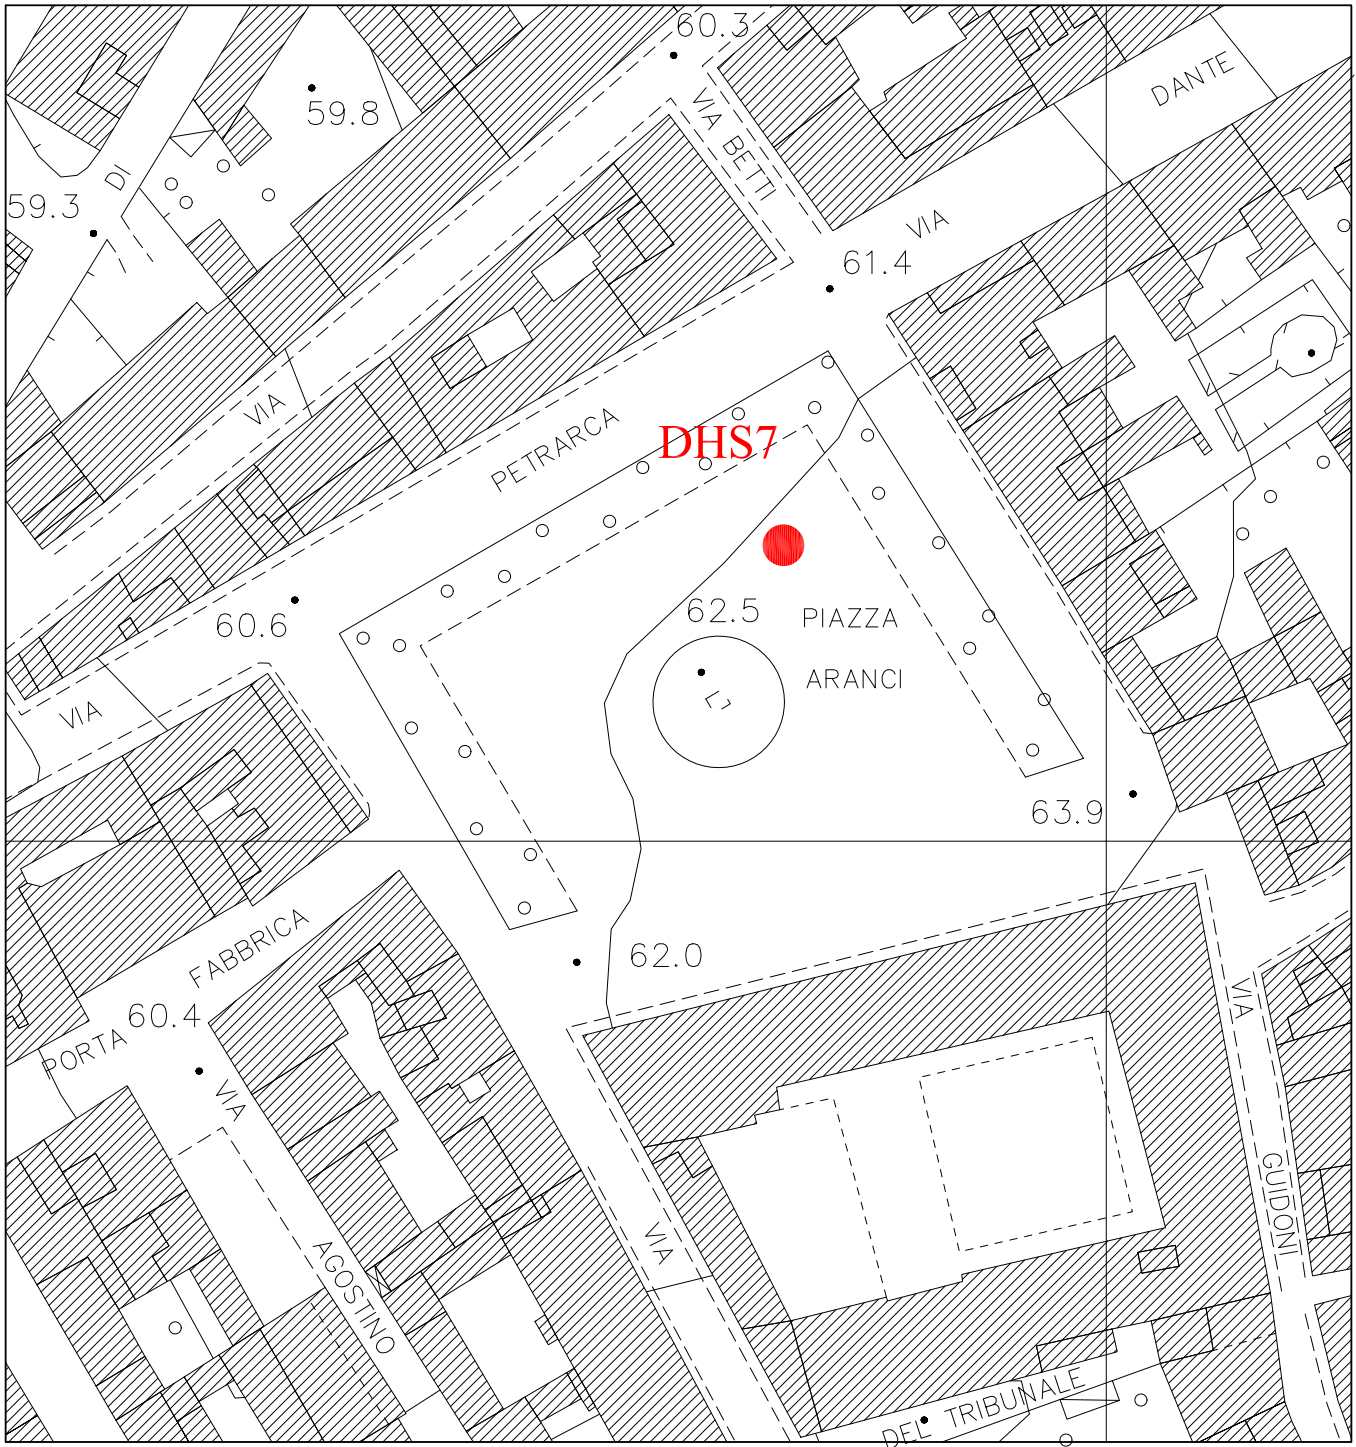 60.3
59.8
DANTE
VIA BETTI
DI
59.3
VIA
61.4
VIA
PETRARCA
DHS7
60.6
62.5
PIAZZA
ARANCI
VIA
63.9
FABBRICA
62.0
PORTA
60.4
VIA
VIA
GUIDONI
VIA
AGOSTINO
DEL TRIBUNALE